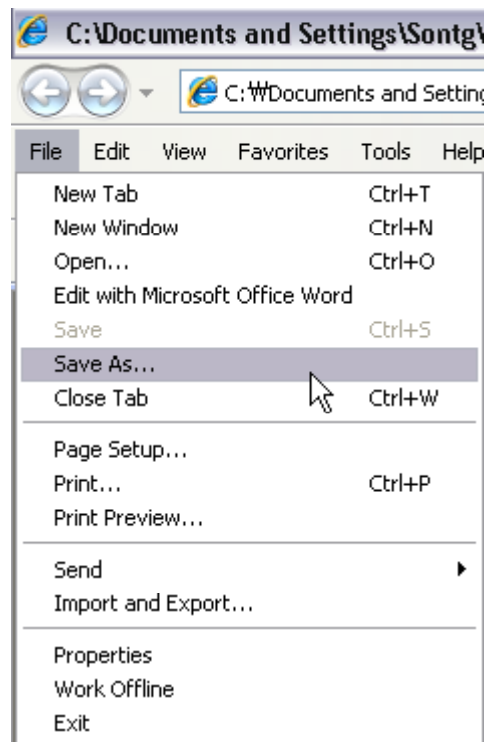 C:\Documents and Settings\Sontg\
C:₩Documents and Setting
File Edit View Favorites Tools Help
New Tab Ctrl+T
New Window Ctrl+N
Open... Ctrl+O
Edit with Microsoft Office Word
Save Ctrl+S
Save As...
Close Tab Ctrl+W
Page Setup...
Print... Ctrl+P
Print Preview...
Send
Import and Export...
Properties
Work Offline
Exit